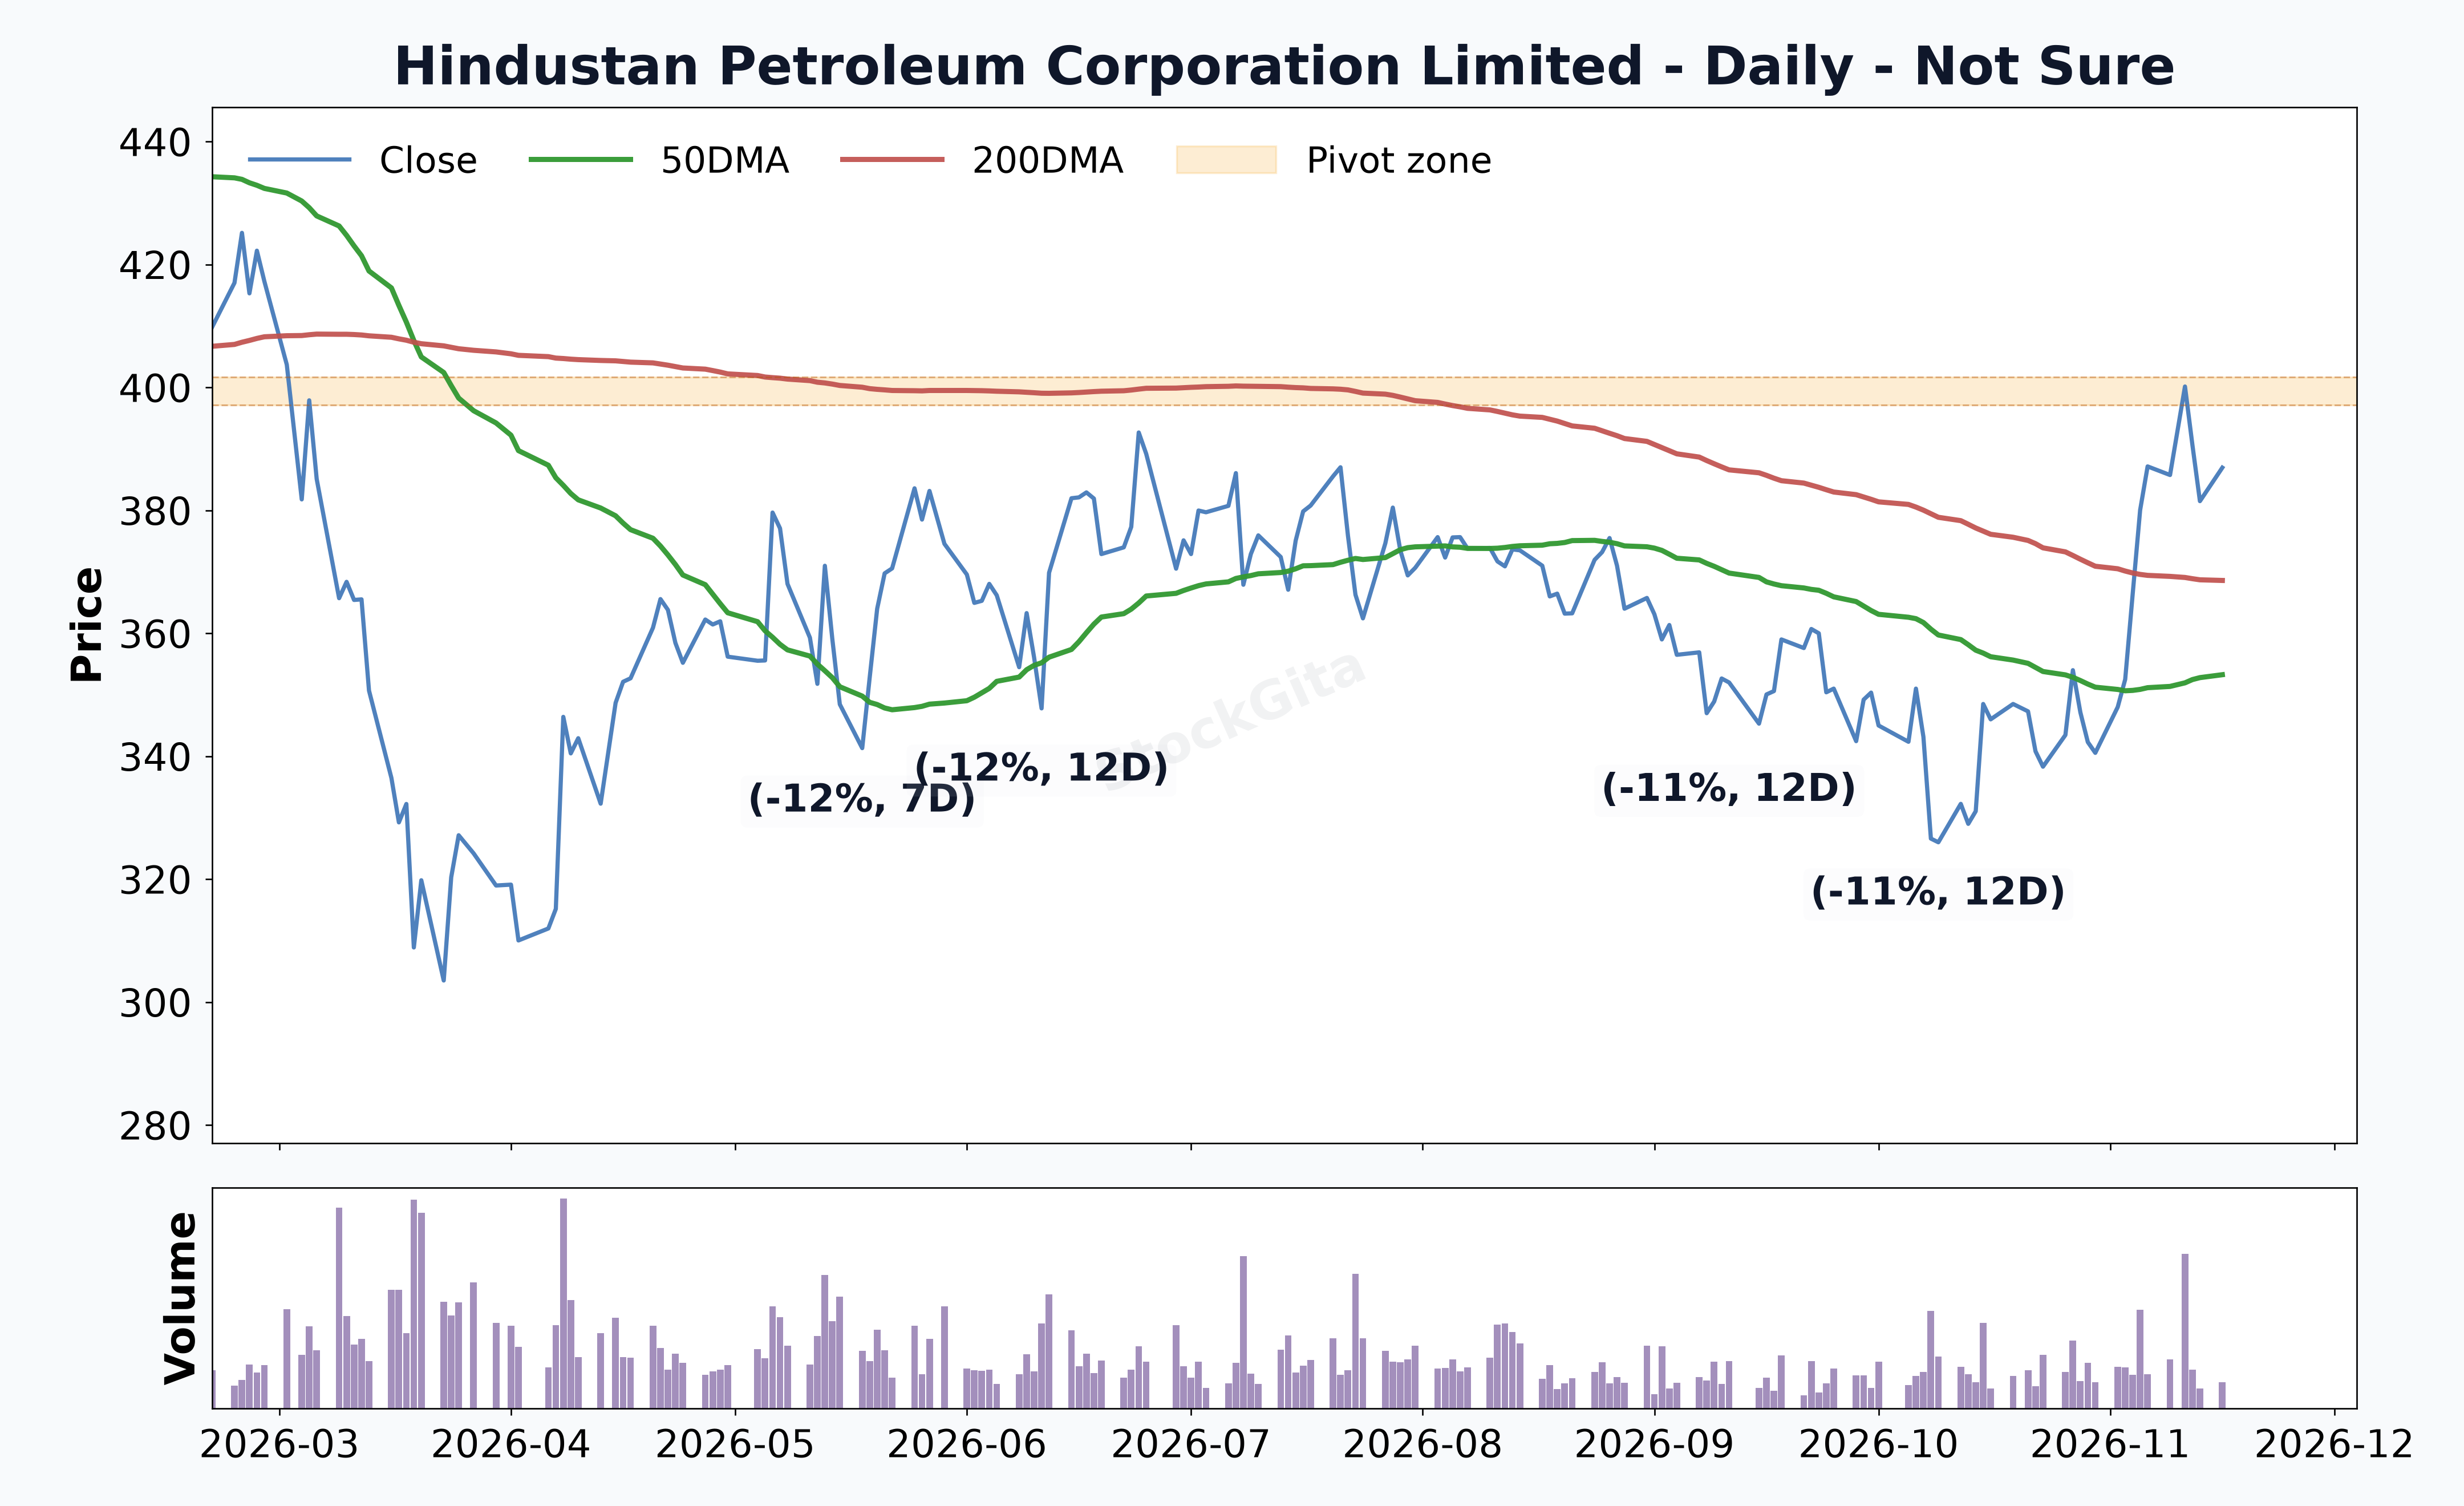 Hindustan Petroleum Corporation Limited - Daily - Not Sure
Close 50DMA 200DMA Pivot zone
440
420
400
380
360
340
320
300
280
Price
StockGita
(-12%, 12D)
(-12%, 7D)
(-11%, 12D)
(-11%, 12D)
Volume
2026-03 2026-04 2026-05 2026-06 2026-07 2026-08 2026-09 2026-10 2026-11 2026-12